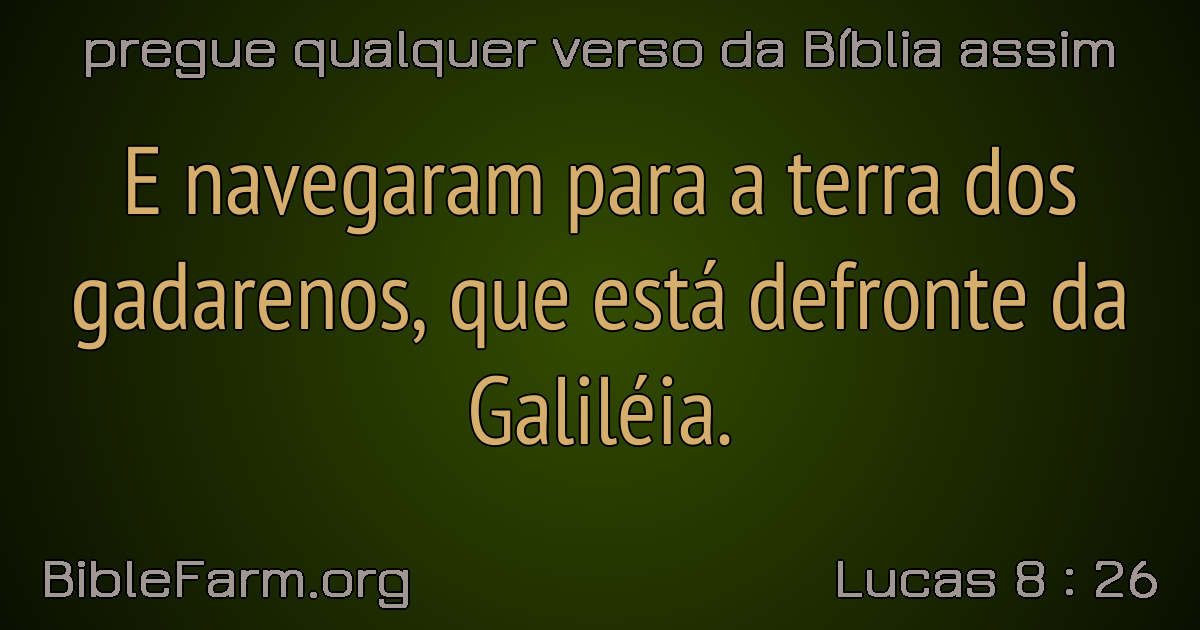 pregue qualquer verso da Bíblia assim
E navegaram para a terra dos
gadarenos, que está defronte da
Galiléia.
BibleFarm.org
Lucas 8 : 26